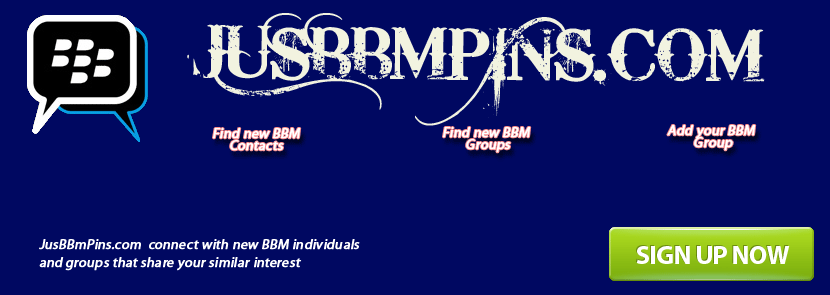 JUSBBMPINS.COM
Find new BBM
Contacts
Find new BBM
Groups
Add your BBM
Group
JusBBmPins.com connect with new BBM individuals
and groups that share your similar interest
SIGN UP NOW